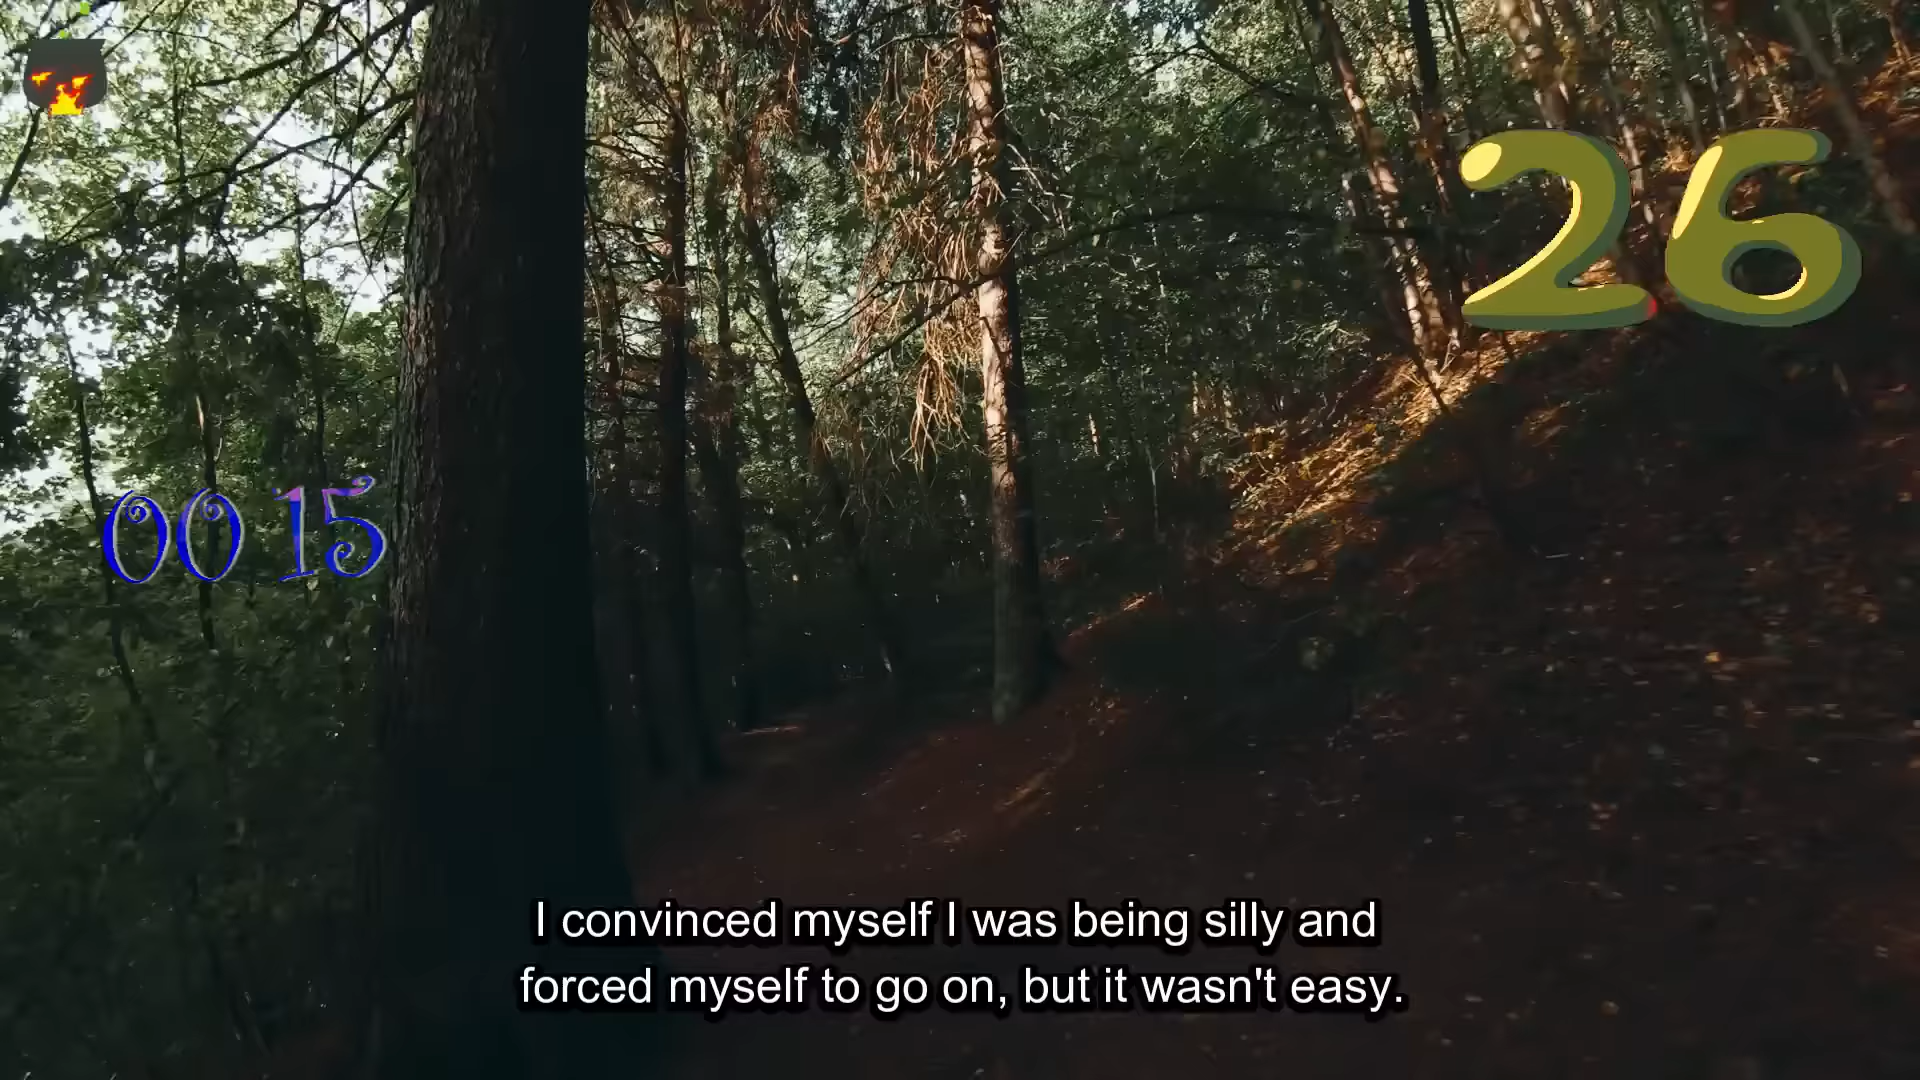 26
00 15
I convinced myself I was being silly and
forced myself to go on, but it wasn't easy.